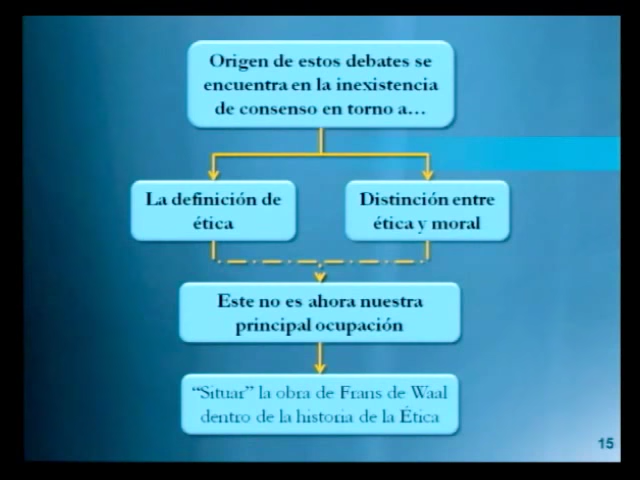 Origen de estos debates se
encuentra en la inexistencia
de consenso en torno a...
La definición de
ética
Distinción entre
ética y moral
Este no es ahora nuestra
principal ocupación
“Situar” la obra de Frans de Waal
dentro de la historia de la Ética
15